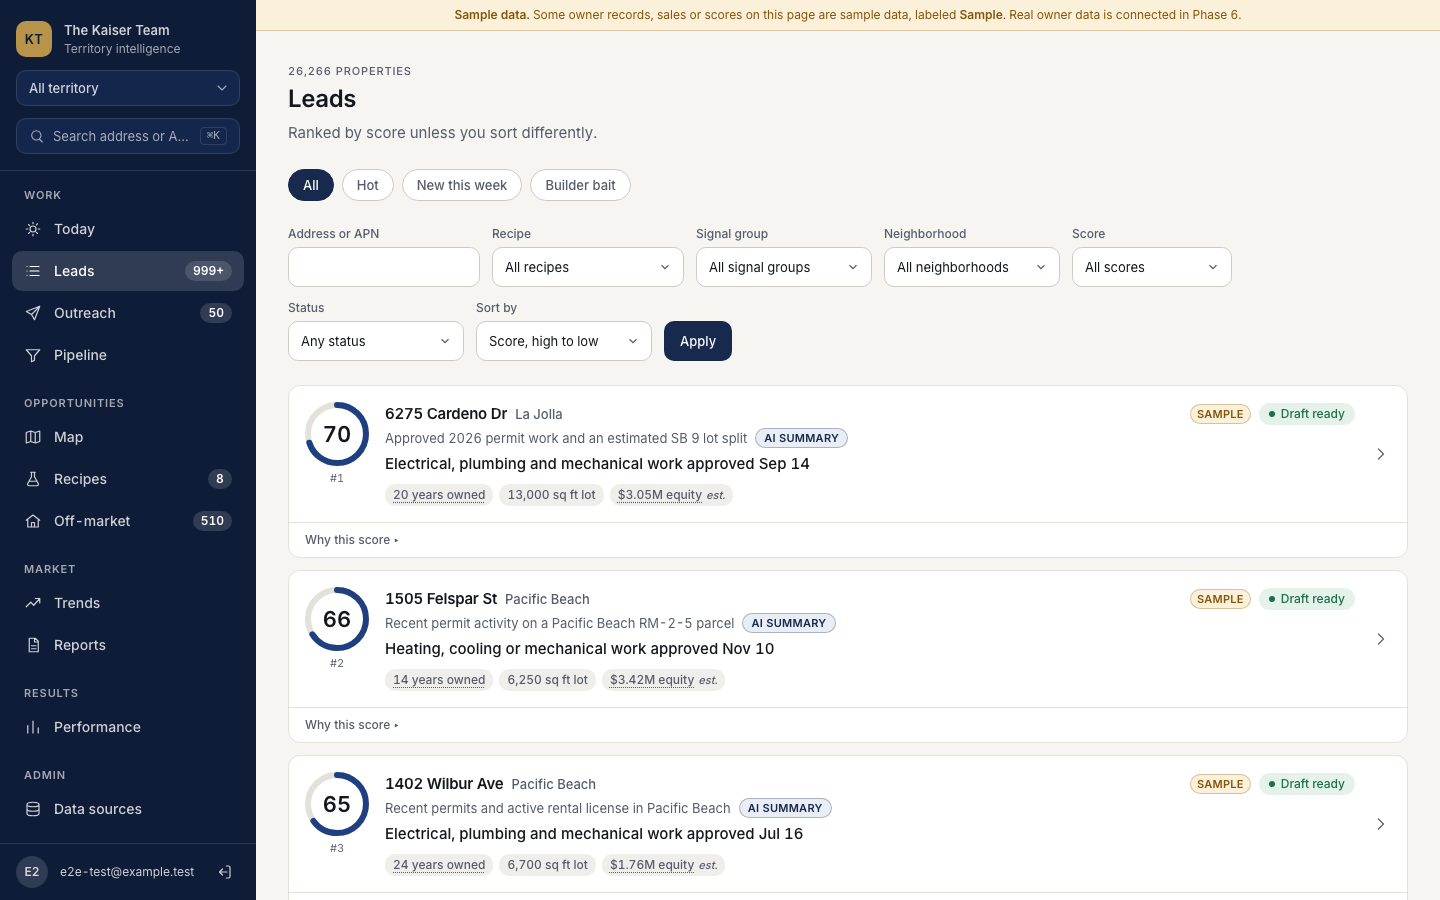 KT
The Kaiser Team
Territory intelligence
All territory
Search address or A... ⌘K
WORK
Today
Leads 999+
Outreach 50
Pipeline
OPPORTUNITIES
Map
Recipes 8
Off-market 510
MARKET
Trends
Reports
RESULTS
Performance
ADMIN
Data sources
E2 e2e-test@example.test
Sample data. Some owner records, sales or scores on this page are sample data, labeled Sample. Real owner data is connected in Phase 6.
26,266 PROPERTIES
Leads
Ranked by score unless you sort differently.
All Hot New this week Builder bait
Address or APN Recipe Signal group Neighborhood Score
All recipes All signal groups All neighborhoods All scores
Status Sort by
Any status Score, high to low Apply
70
#1
6275 Cardeno Dr La Jolla SAMPLE Draft ready
Approved 2026 permit work and an estimated SB 9 lot split AI SUMMARY
Electrical, plumbing and mechanical work approved Sep 14
20 years owned 13,000 sq ft lot $3.05M equity est.
Why this score ▸
66
#2
1505 Felspar St Pacific Beach SAMPLE Draft ready
Recent permit activity on a Pacific Beach RM-2-5 parcel AI SUMMARY
Heating, cooling or mechanical work approved Nov 10
14 years owned 6,250 sq ft lot $3.42M equity est.
Why this score ▸
65
#3
1402 Wilbur Ave Pacific Beach SAMPLE Draft ready
Recent permits and active rental license in Pacific Beach AI SUMMARY
Electrical, plumbing and mechanical work approved Jul 16
24 years owned 6,700 sq ft lot $1.76M equity est.